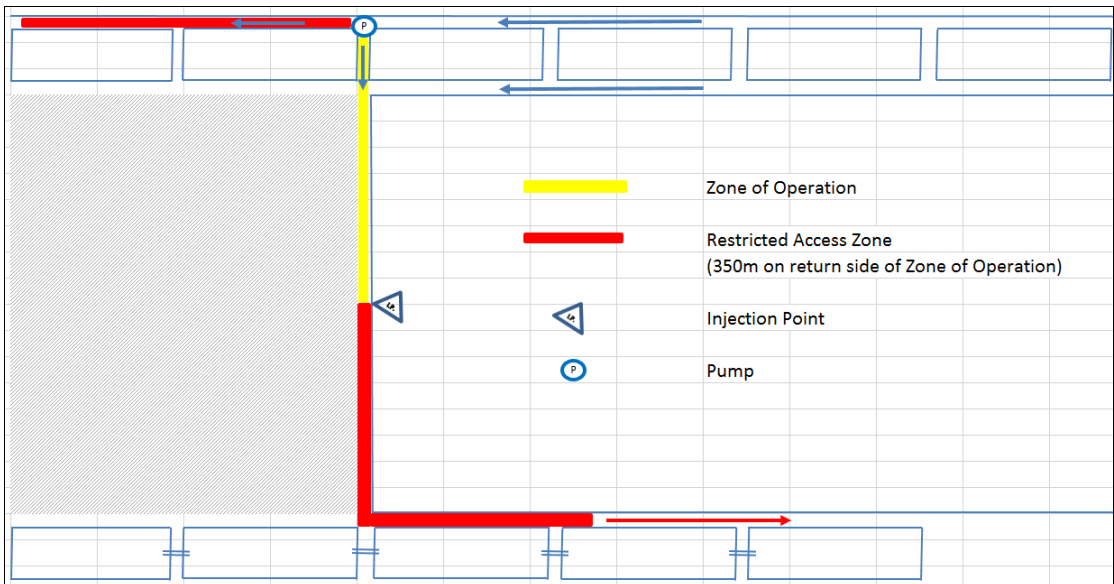 P
Zone of Operation
Restricted Access Zone
(350m on return side of Zone of Operation)
Injection Point
P
Pump